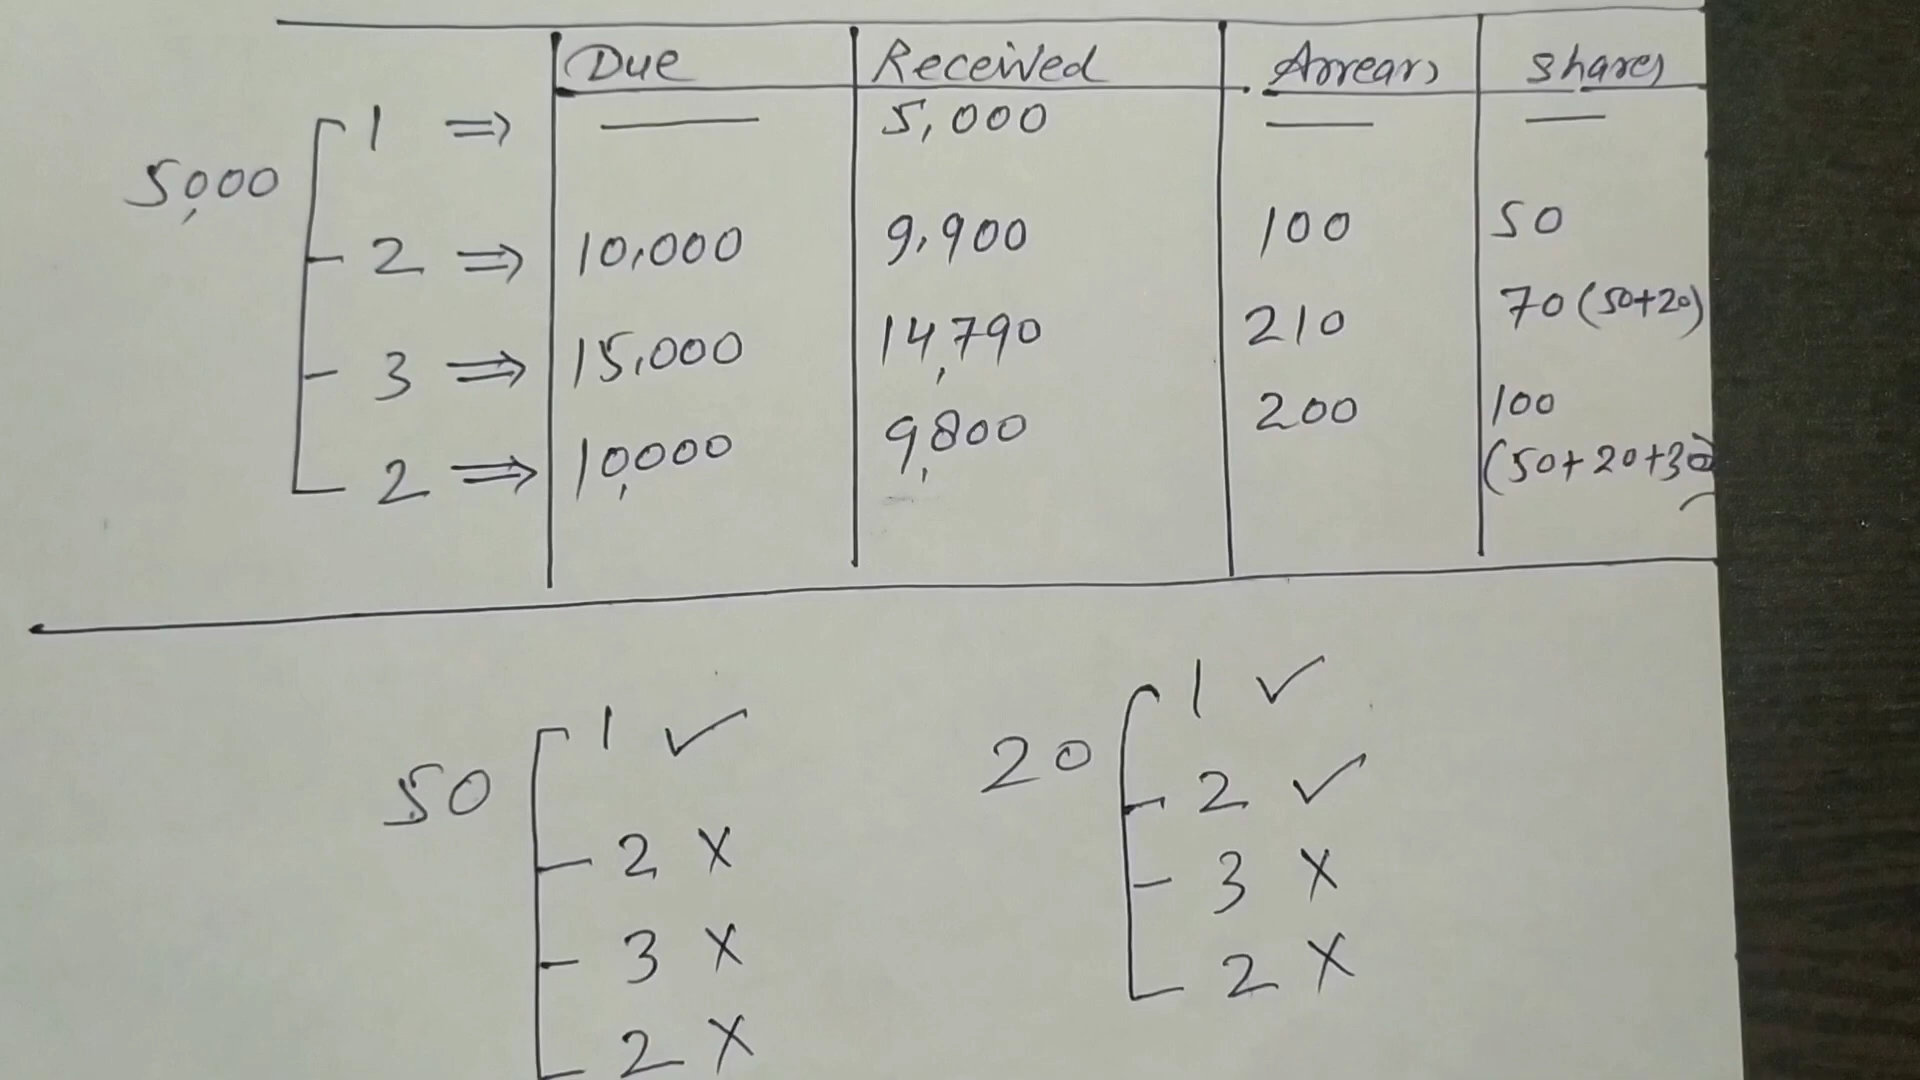 Due Received Arrears shares
5,000 1 ⇒ — 5,000 — —
2 ⇒ 10,000 9,900 100 50
3 ⇒ 15,000 14,790 210 70 (50+20)
2 ⇒ 10,000 9,800 200 100
(50+20+30
50 1 ✓
2 X
3 X
2 X
20 1 ✓
2 ✓
3 X
2 X